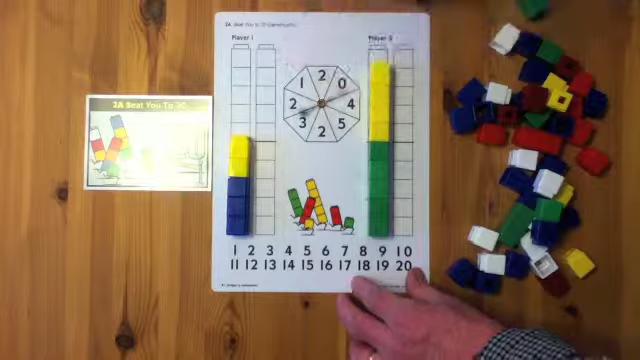 2A Beat You To 20
Player 1
Player 2
2A Beat You To 20
1 2 0
2 4
3 2 5
1 2 3 4 5 6 7 8 9 10
11 12 13 14 15 16 17 18 19 20